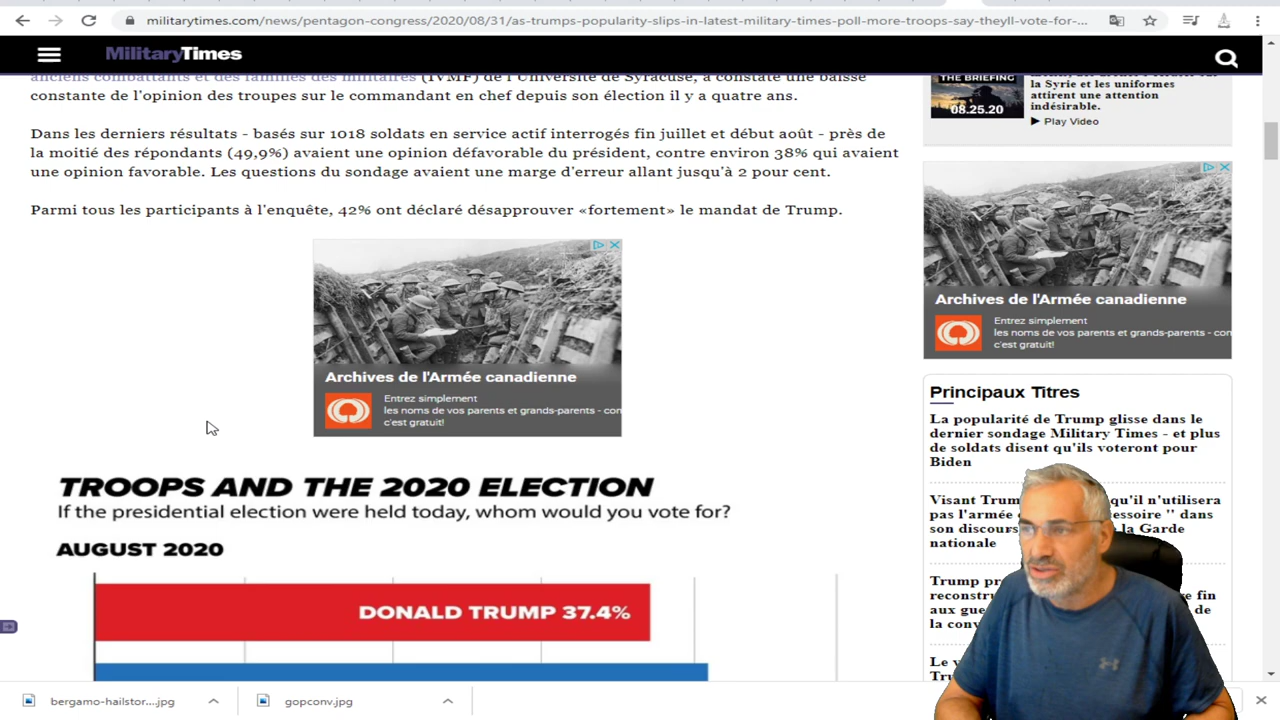 militarytimes.com/news/pentagon-congress/2020/08/31/as-trumps-popularity-slips-in-latest-military-times-poll-more-troops-say-theyll-vote-for-...
MilitaryTimes
anciens combattants et des familles des militaires (IVMF) de l'Université de Syracuse, a constaté une baisse
constante de l'opinion des troupes sur le commandant en chef depuis son élection il y a quatre ans.
Dans les derniers résultats - basés sur 1018 soldats en service actif interrogés fin juillet et début août - près de
la moitié des répondants (49,9%) avaient une opinion défavorable du président, contre environ 38% qui avaient
une opinion favorable. Les questions du sondage avaient une marge d'erreur allant jusqu'à 2 pour cent.
Parmi tous les participants à l'enquête, 42% ont déclaré désapprouver «fortement» le mandat de Trump.
Archives de l'Armée canadienne
Entrez simplement
les noms de vos parents et grands-parents - con
c'est gratuit!
TROOPS AND THE 2020 ELECTION
If the presidential election were held today, whom would you vote for?
AUGUST 2020
DONALD TRUMP 37.4%
THE BRIEFING
08.25.20
la Syrie et les uniformes
attirent une attention
indésirable.
Play Video
Archives de l'Armée canadienne
Entrez simplement
les noms de vos parents et grands-parents - con
c'est gratuit!
Principaux Titres
La popularité de Trump glisse dans le
dernier sondage Military Times - et plus
de soldats disent qu'ils voteront pour
Biden
Visant Trum qu'il n'utilisera
pas l'armée essoire '' dans
son discours la Garde
nationale
Trump pr
reconstru re fin
aux gue de
la conv
Le v
Tru
bergamo-hailstor....jpg
gopconv.jpg